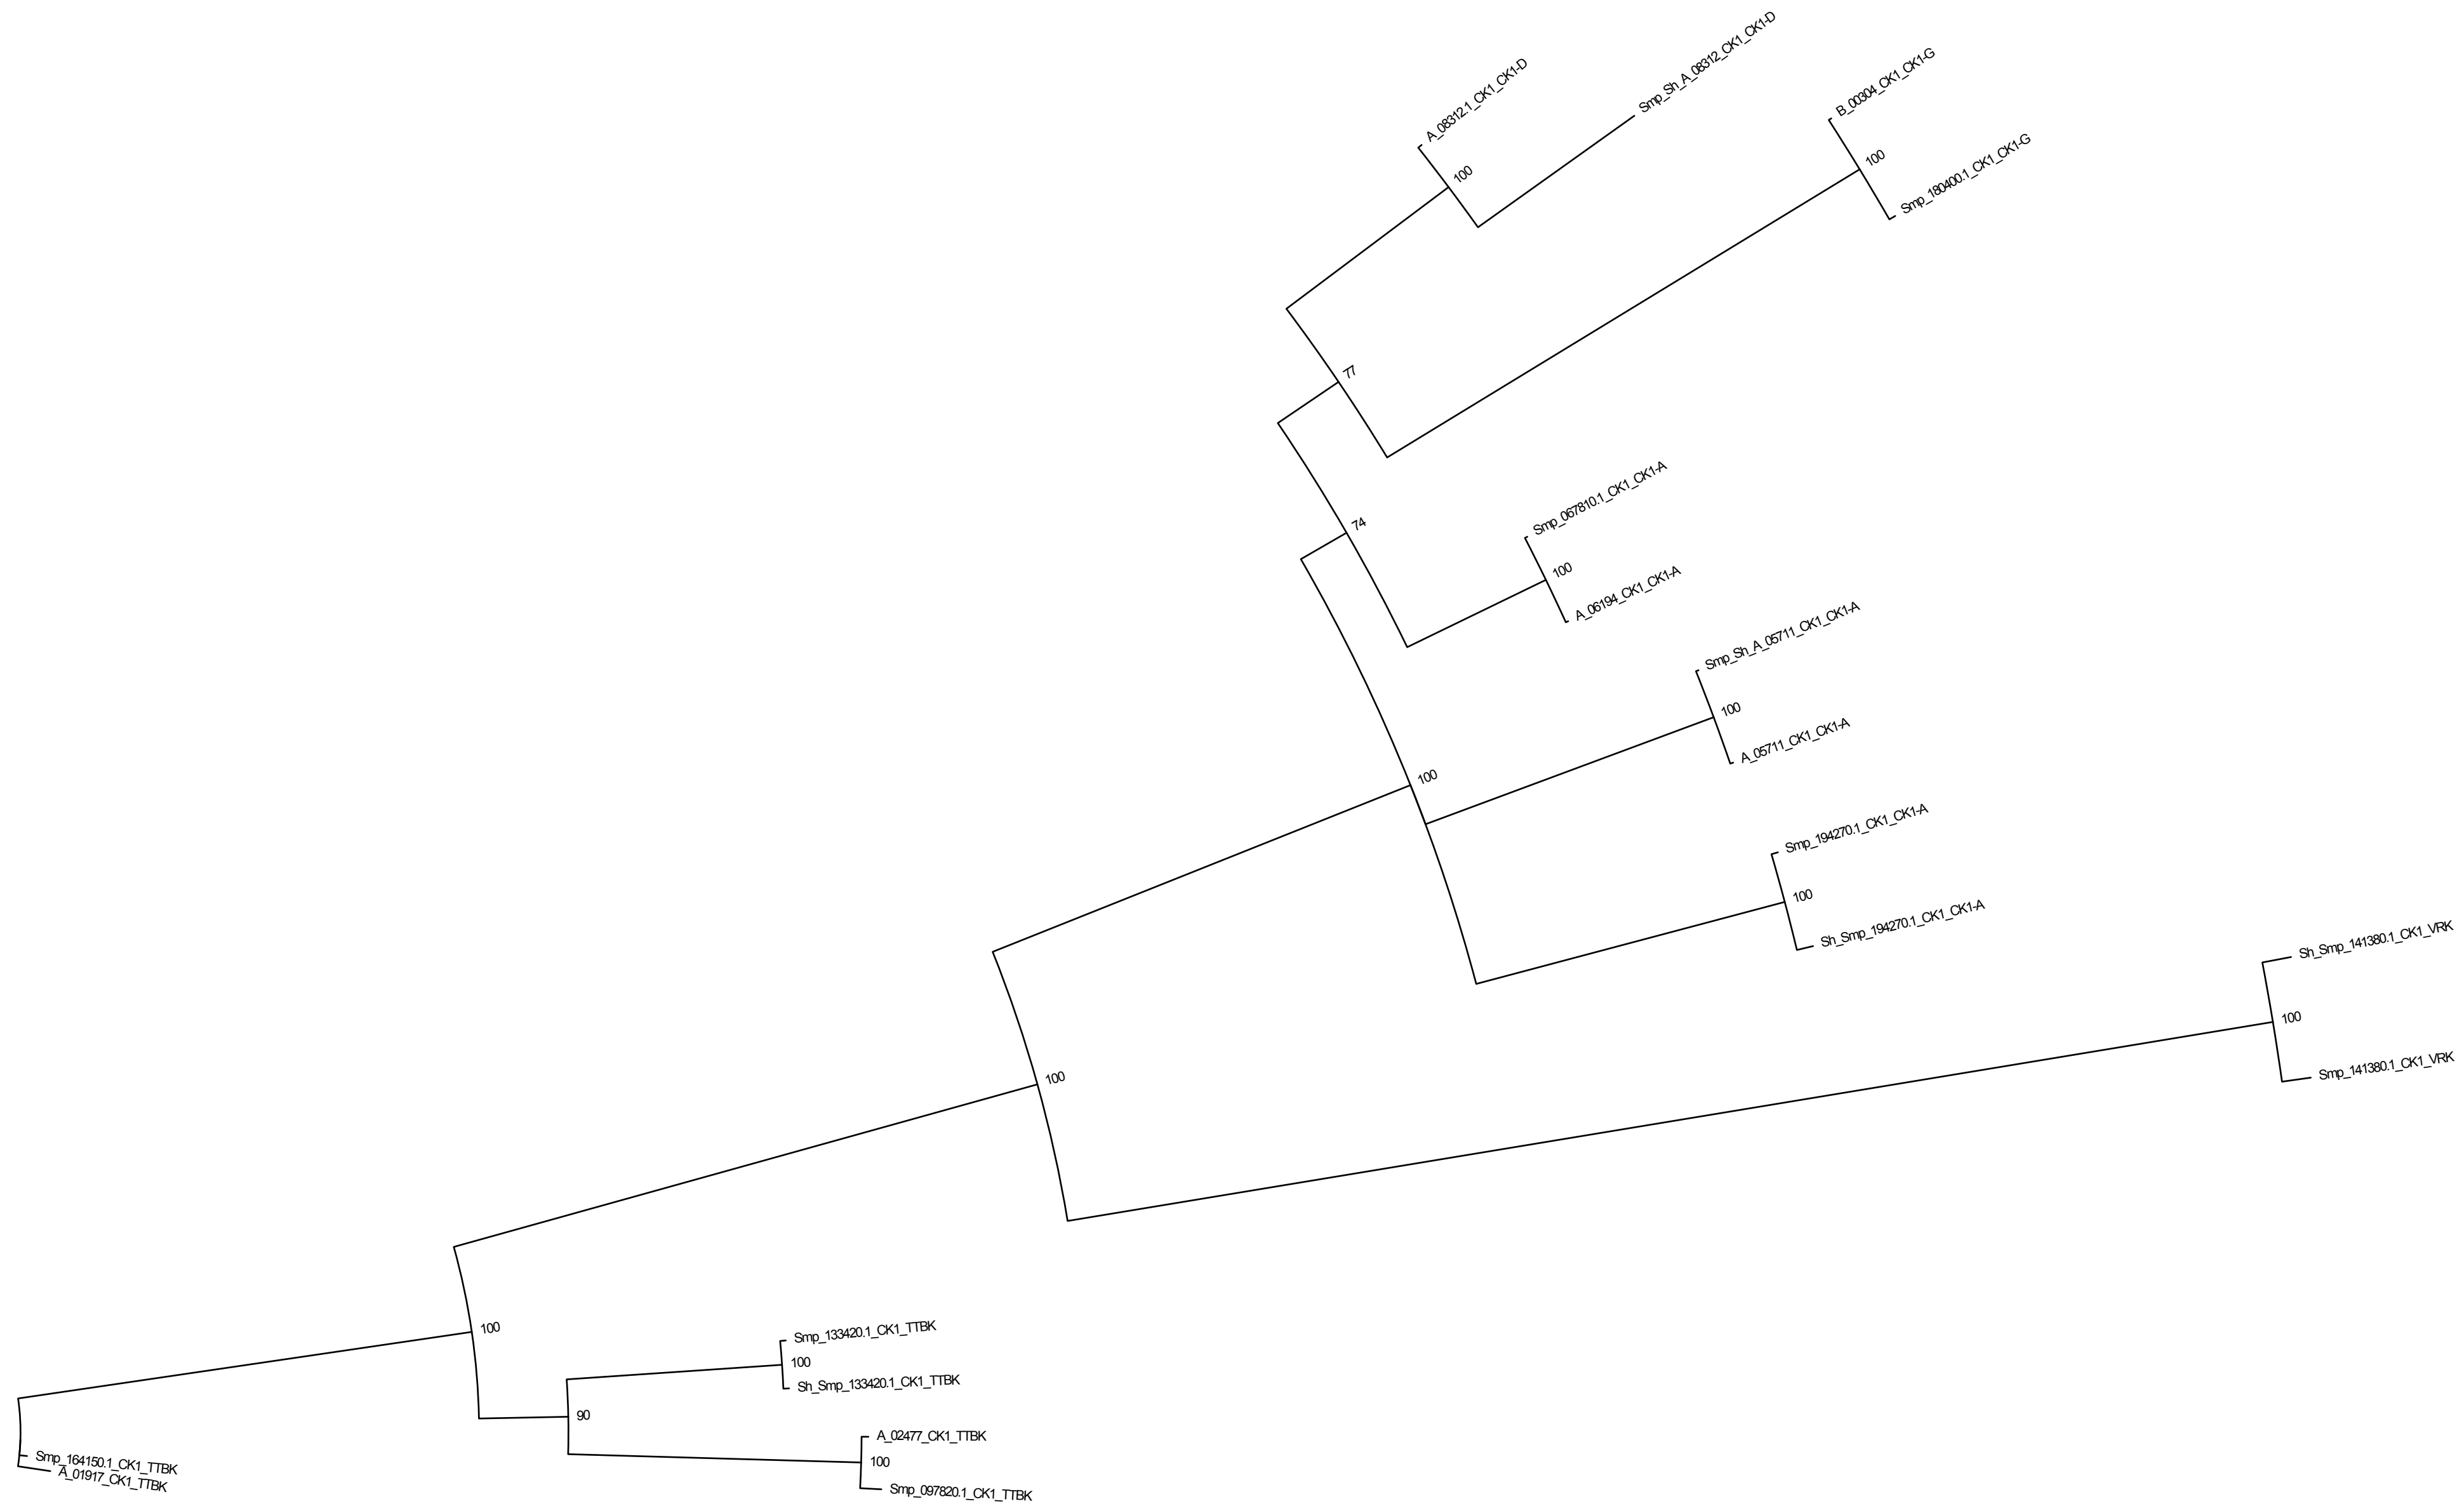 Smp_Sh_A_08312_CK1_CK1-D
A_08312.1_CK1_CK1-D
100
B_00304_CK1_CK1-G
100
Smp_180400.1_CK1_CK1-G
77
Smp_067810.1_CK1_CK1-A
74
100
A_06194_CK1_CK1-A
Smp_Sh_A_05711_CK1_CK1-A
100
A_05711_CK1_CK1-A
100
Smp_194270.1_CK1_CK1-A
100
Sh_Smp_194270.1_CK1_CK1-A
Sh_Smp_141380.1_CK1_VRK
100
Smp_141380.1_CK1_VRK
100
100
Smp_133420.1_CK1_TTBK
100
Sh_Smp_133420.1_CK1_TTBK
90
A_02477_CK1_TTBK
100
Smp_097820.1_CK1_TTBK
Smp_164150.1_CK1_TTBK
A_01917_CK1_TTBK